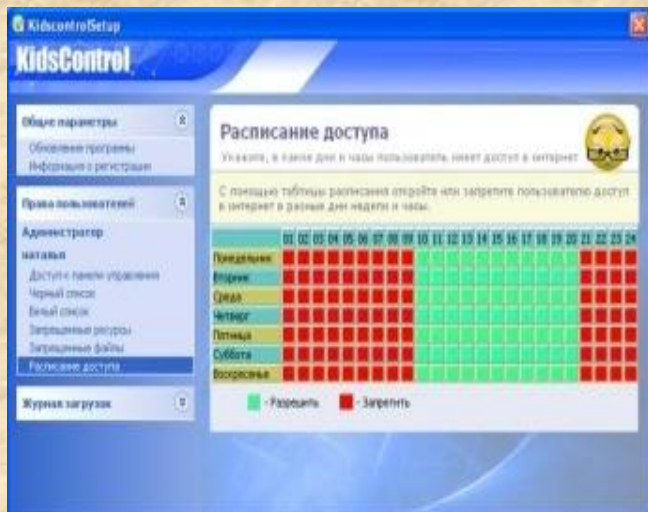 KidscontrolSetup
KidsControl
Общие параметры
Обновление программы
Информация о регистрации
Права пользователей
Администратор
наталья
Доступ к панели управления
Черный список
Белый список
Запрещенные ресурсы
Запрещенные файлы
Расписание доступа
Журнал загрузок
Расписание доступа
Укажите, в какие дни и часы пользователь имеет доступ в интернет
С помощью таблицы расписания откройте или запретите пользователю доступ
в интернет в разные дни недели и часы.
01 02 03 04 05 06 07 08 09 10 11 12 13 14 15 16 17 18 19 20 21 22 23 24
Понедельник
Вторник
Среда
Четверг
Пятница
Суббота
Воскресенье
- Разрешить - Запретить